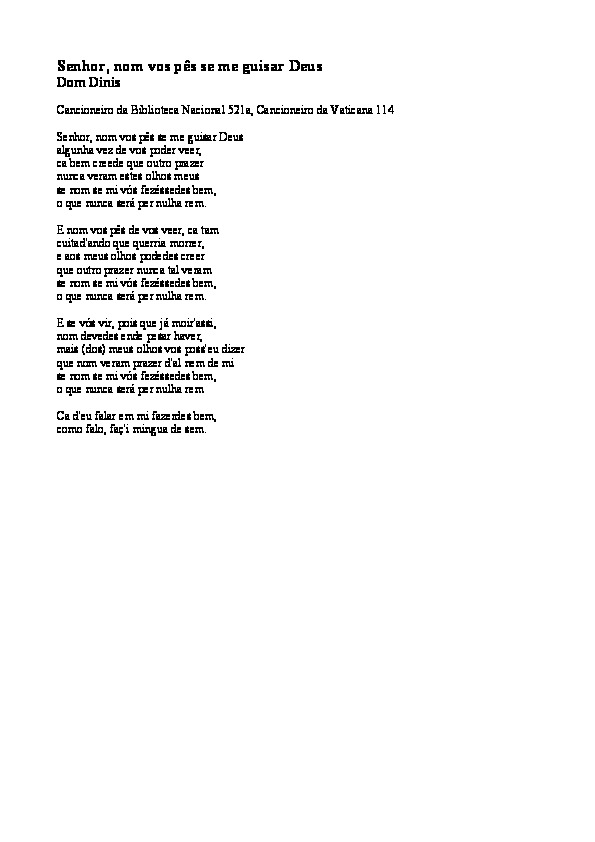 Senhor, nom vos pês se me guisar Deus
Dom Dinis
Cancioneiro da Biblioteca Nacional 521a, Cancioneiro da Vaticana 114
Senhor, nom vos pês se me guisar Deus
algunha vez de vos poder veer,
ca bem creede que outro prazer
nunca veram estes olhos meus
se nom se mi vós fezéssedes bem,
o que nunca será per nulha rem.
E nom vos pês de vos veer, ca tam
cuitad'ando que querria morrer,
e aos meus olhos podedes creer
que outro prazer nunca tal veram
se nom se mi vós fezéssedes bem,
o que nunca será per nulha rem.
E se vós vir, pois que já moir'assi,
nom devedes ende pesar haver,
mais (dos) meus olhos vos poss'eu dizer
que nom veram prazer d'al nem de mi
se nom se mi vós fezéssedes bem,
o que nunca será per nulha rem
Ca d'eu falar em mi fazerdes bem,
como falo, faç'i mingua de sem.